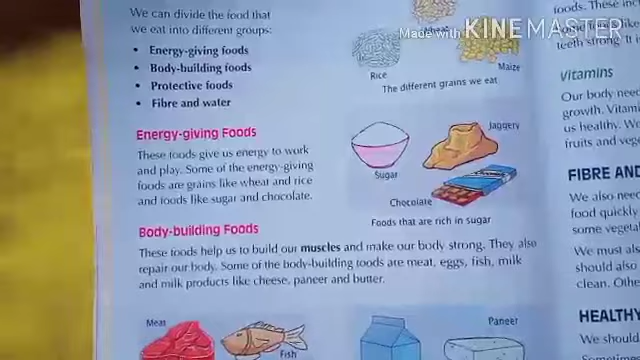 We can divide the food that
we eat into different groups:
• Energy-giving foods
• Body-building foods
• Protective foods
• Fibre and water
Energy-giving Foods
These foods give us energy to work
and play. Some of the energy-giving
foods are grains like wheat and rice
and foods like sugar and chocolate.
Body-building Foods
These foods help us to build our muscles and make our body strong. They also
repair our body. Some of the body-building foods are meat, eggs, fish, milk
and milk products like cheese, paneer and butter.
Meat
Fish
Paneer
Rice
Maize
The different grains we eat
Sugar
Jaggery
Chocolate
Foods that are rich in sugar
foods. These
like
teeth strong. It
Vitamins
Our body need
growth.
us healthy. We
fruits and
FIBRE AND
We also need
food quickly
some
We must
should also
clean.
HEALTHY
We should
Sometimes
Made with KINEMASTER